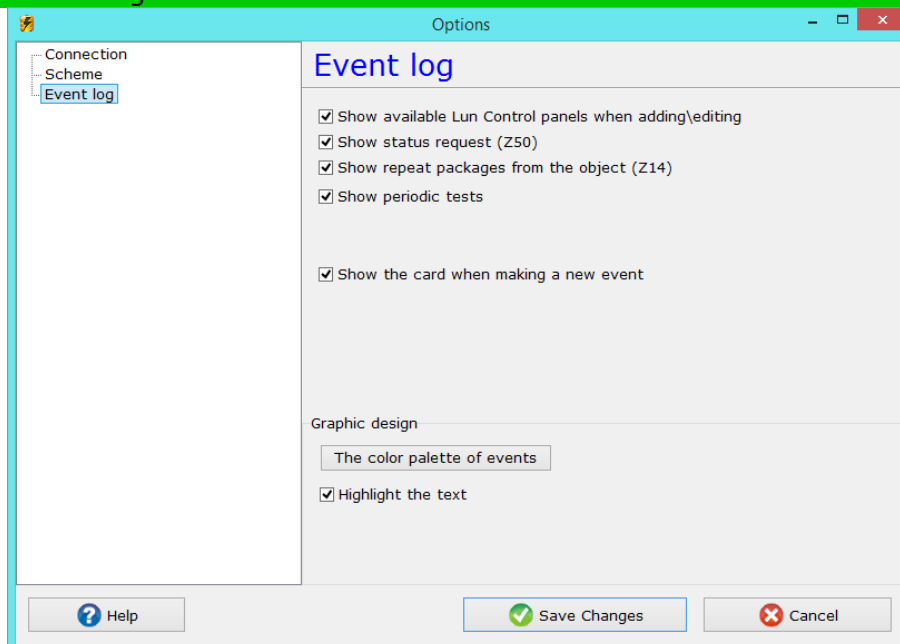 Options
Connection
Scheme
Event log
Event log
Show available Lun Control panels when adding\editing
Show status request (Z50)
Show repeat packages from the object (Z14)
Show periodic tests
Show the card when making a new event
Graphic design
The color palette of events
Highlight the text
Help
Save Changes
Cancel